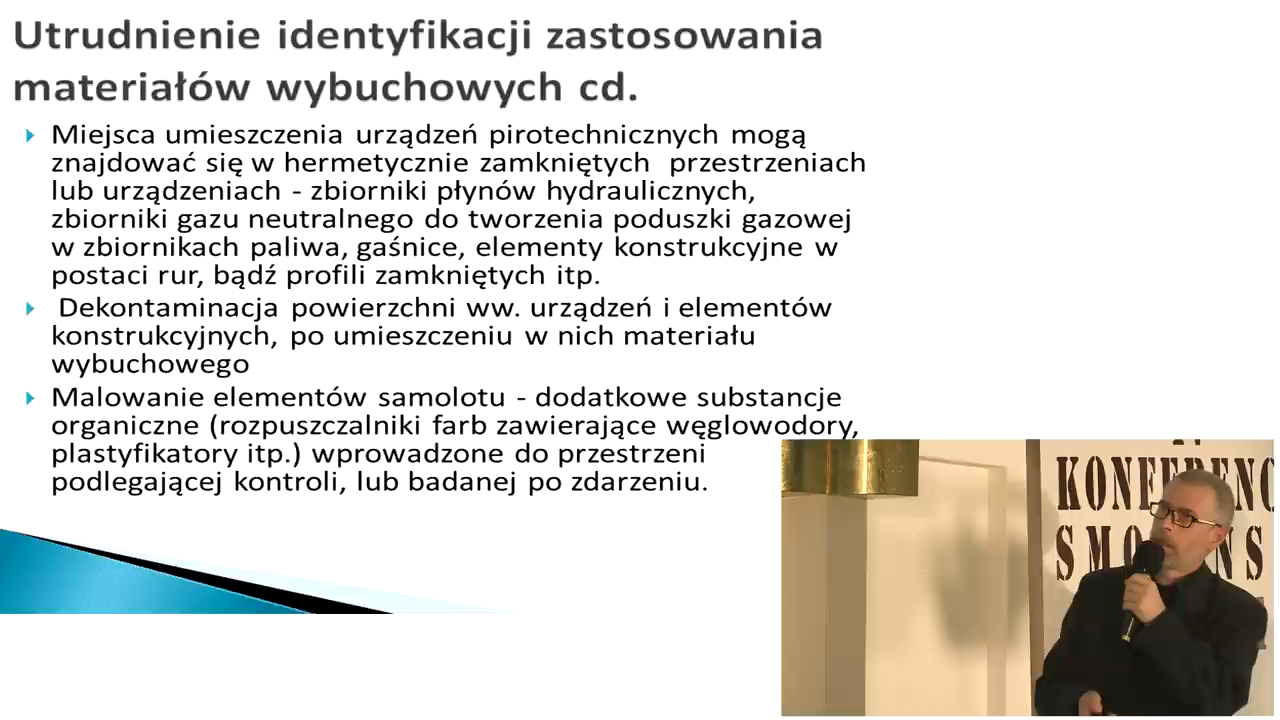 Utrudnienie identyfikacji zastosowania
materiałów wybuchowych cd.
Miejsca umieszczenia urządzeń pirotechnicznych mogą
znajdować się w hermetycznie zamkniętych przestrzeniach
lub urządzeniach - zbiorniki płynów hydraulicznych,
zbiorniki gazu neutralnego do tworzenia poduszki gazowej
w zbiornikach paliwa, gaśnice, elementy konstrukcyjne w
postaci rur, bądź profili zamkniętych itp.
Dekontaminacja powierzchni ww. urządzeń i elementów
konstrukcyjnych, po umieszczeniu w nich materiału
wybuchowego
Malowanie elementów samolotu - dodatkowe substancje
organiczne (rozpuszczalniki farb zawierające węglowodory,
plastyfikatory itp.) wprowadzone do przestrzeni
podlegającej kontroli, lub badanej po zdarzeniu.